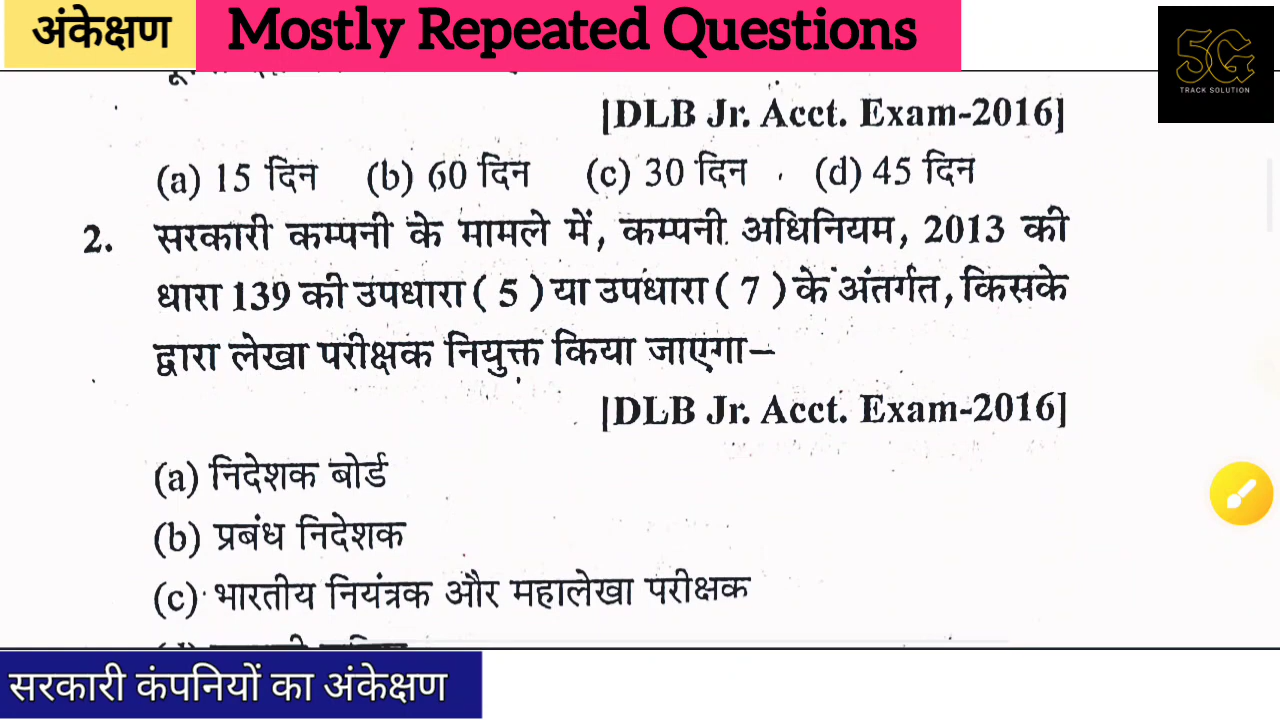 अंकेक्षण Mostly Repeated Questions
5G
TRACK SOLUTION
[DLB Jr. Acct. Exam-2016]
(a) 15 दिन (b) 60 दिन (c) 30 दिन (d) 45 दिन
2. सरकारी कम्पनी के मामले में, कम्पनी अधिनियम, 2013 की
धारा 139 की उपधारा ( 5 ) या उपधारा ( 7 ) के अंतर्गत, किसके
द्वारा लेखा परीक्षक नियुक्त किया जाएगा–
[DLB Jr. Acct. Exam-2016]
(a) निदेशक बोर्ड
(b) प्रबंध निदेशक
(c) भारतीय नियंत्रक और महालेखा परीक्षक
सरकारी कंपनियों का अंकेक्षण